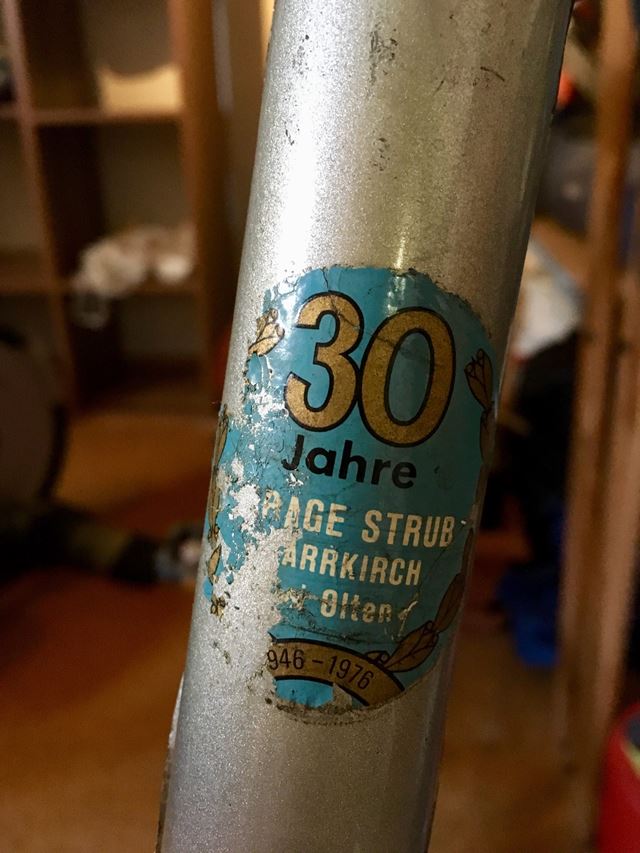 30
Jahre
RAGE STRUB
ARRKIRCH
Olten
946-1976